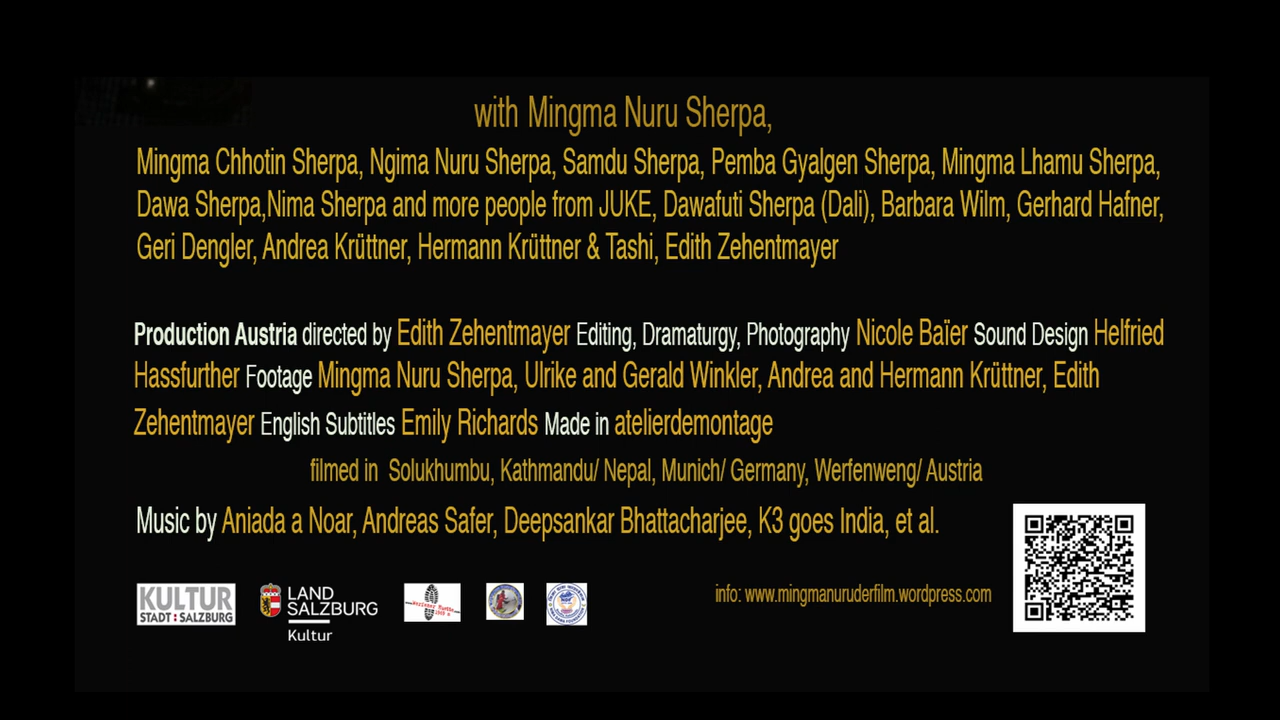 with Mingma Nuru Sherpa,
Mingma Chhotin Sherpa, Ngima Nuru Sherpa, Samdu Sherpa, Pemba Gyalgen Sherpa, Mingma Lhamu Sherpa,
Dawa Sherpa,Nima Sherpa and more people from JUKE, Dawafuti Sherpa (Dali), Barbara Wilm, Gerhard Hafner,
Geri Dengler, Andrea Krüttner, Hermann Krüttner & Tashi, Edith Zehentmayer
Production Austria directed by Edith Zehentmayer Editing, Dramaturgy, Photography Nicole Baïer Sound Design Helfried
Hassfurther Footage Mingma Nuru Sherpa, Ulrike and Gerald Winkler, Andrea and Hermann Krüttner, Edith
Zehentmayer English Subtitles Emily Richards Made in atelierdemontage
filmed in Solukhumbu, Kathmandu/ Nepal, Munich/ Germany, Werfenweng/ Austria
Music by Aniada a Noar, Andreas Safer, Deepsankar Bhattacharjee, K3 goes India, et al.
KULTUR
STADT:SALZBURG
LAND
SALZBURG
Kultur
info: www.mingmanuruderfilm.wordpress.com